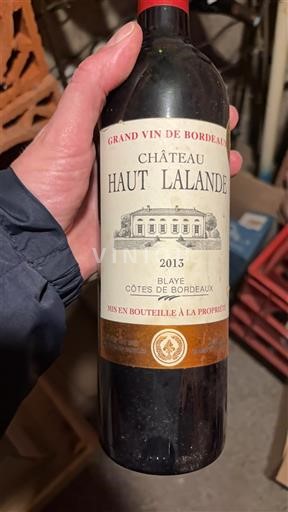 GRAND VIN DE BORDEAUX
CHÂTEAU
HAUT LALANDE
2013
BLAYE
CÔTES DE BORDEAUX
MIS EN BOUTEILLE À LA PROPRIÉTÉ